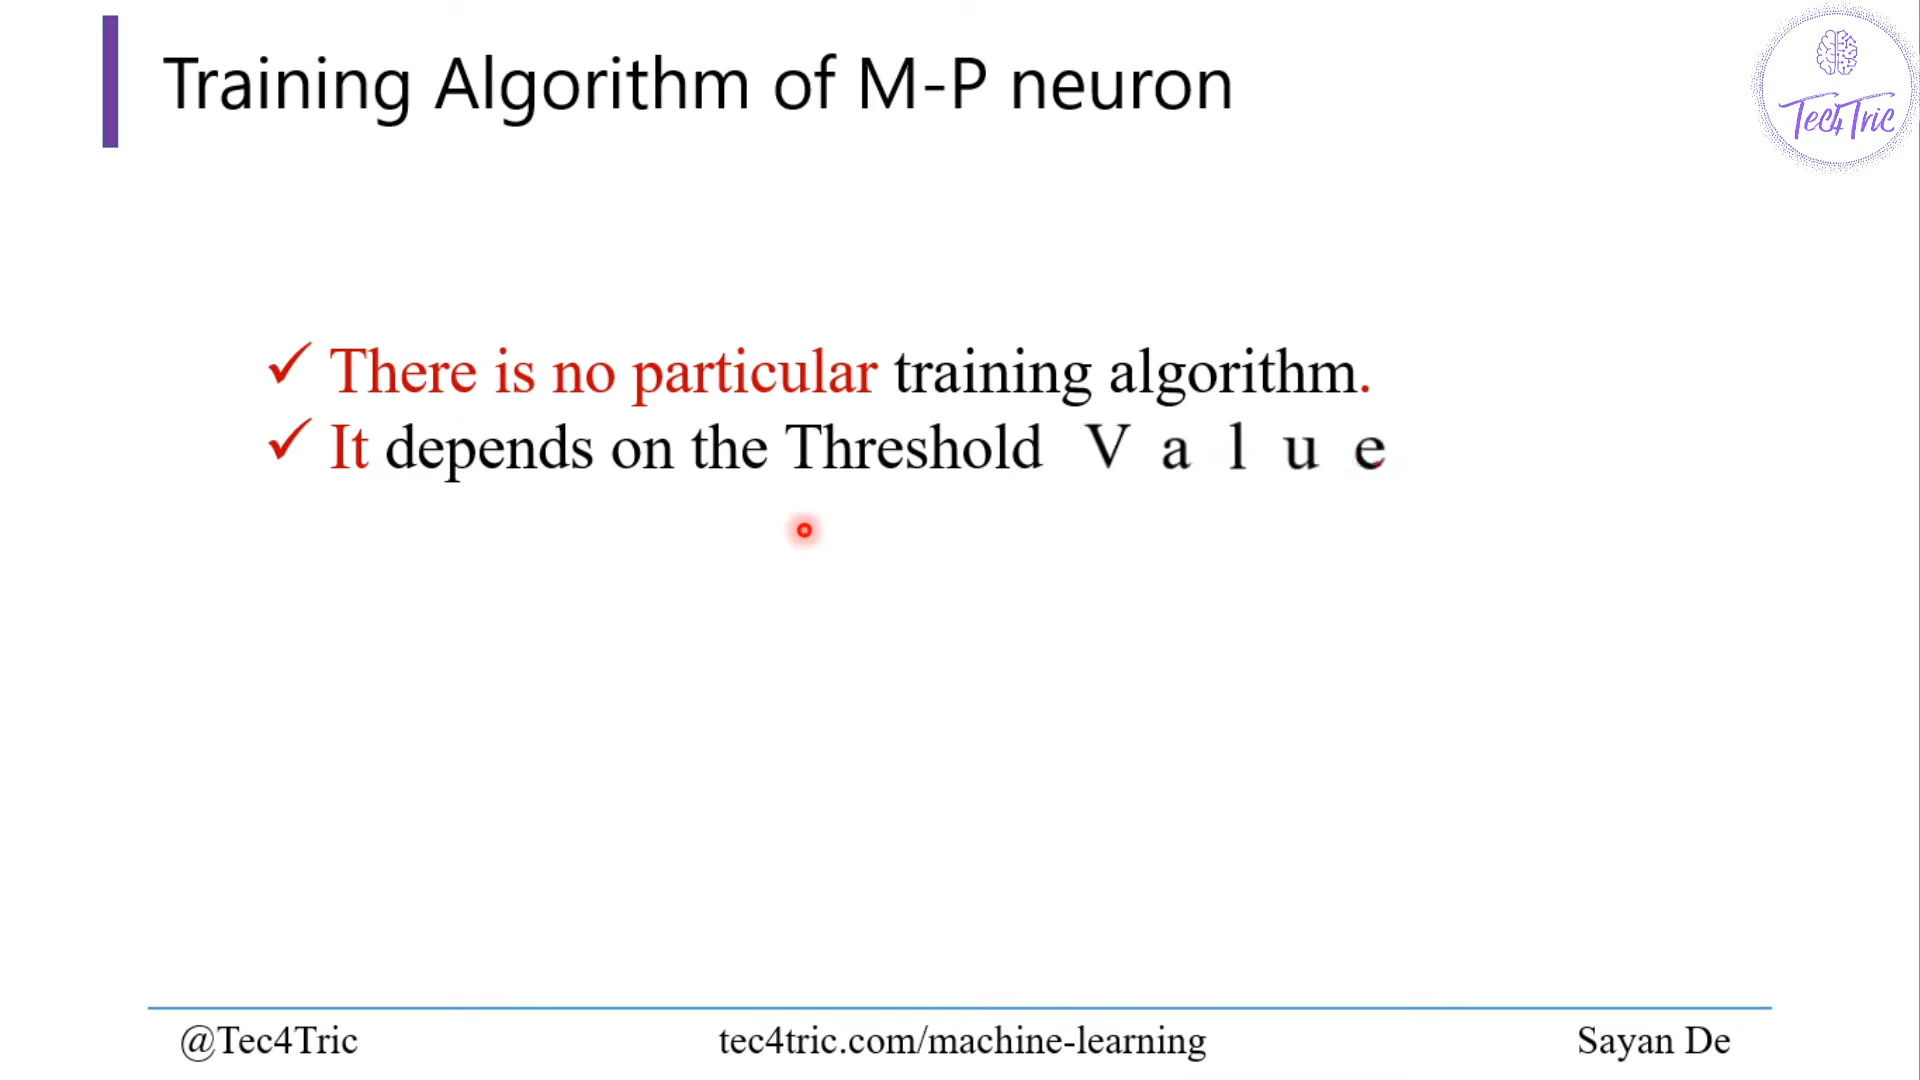 Training Algorithm of M-P neuron
Tec4Tric
✓ There is no particular training algorithm.
✓ It depends on the Threshold V a l u e
@Tec4Tric tec4tric.com/machine-learning Sayan De